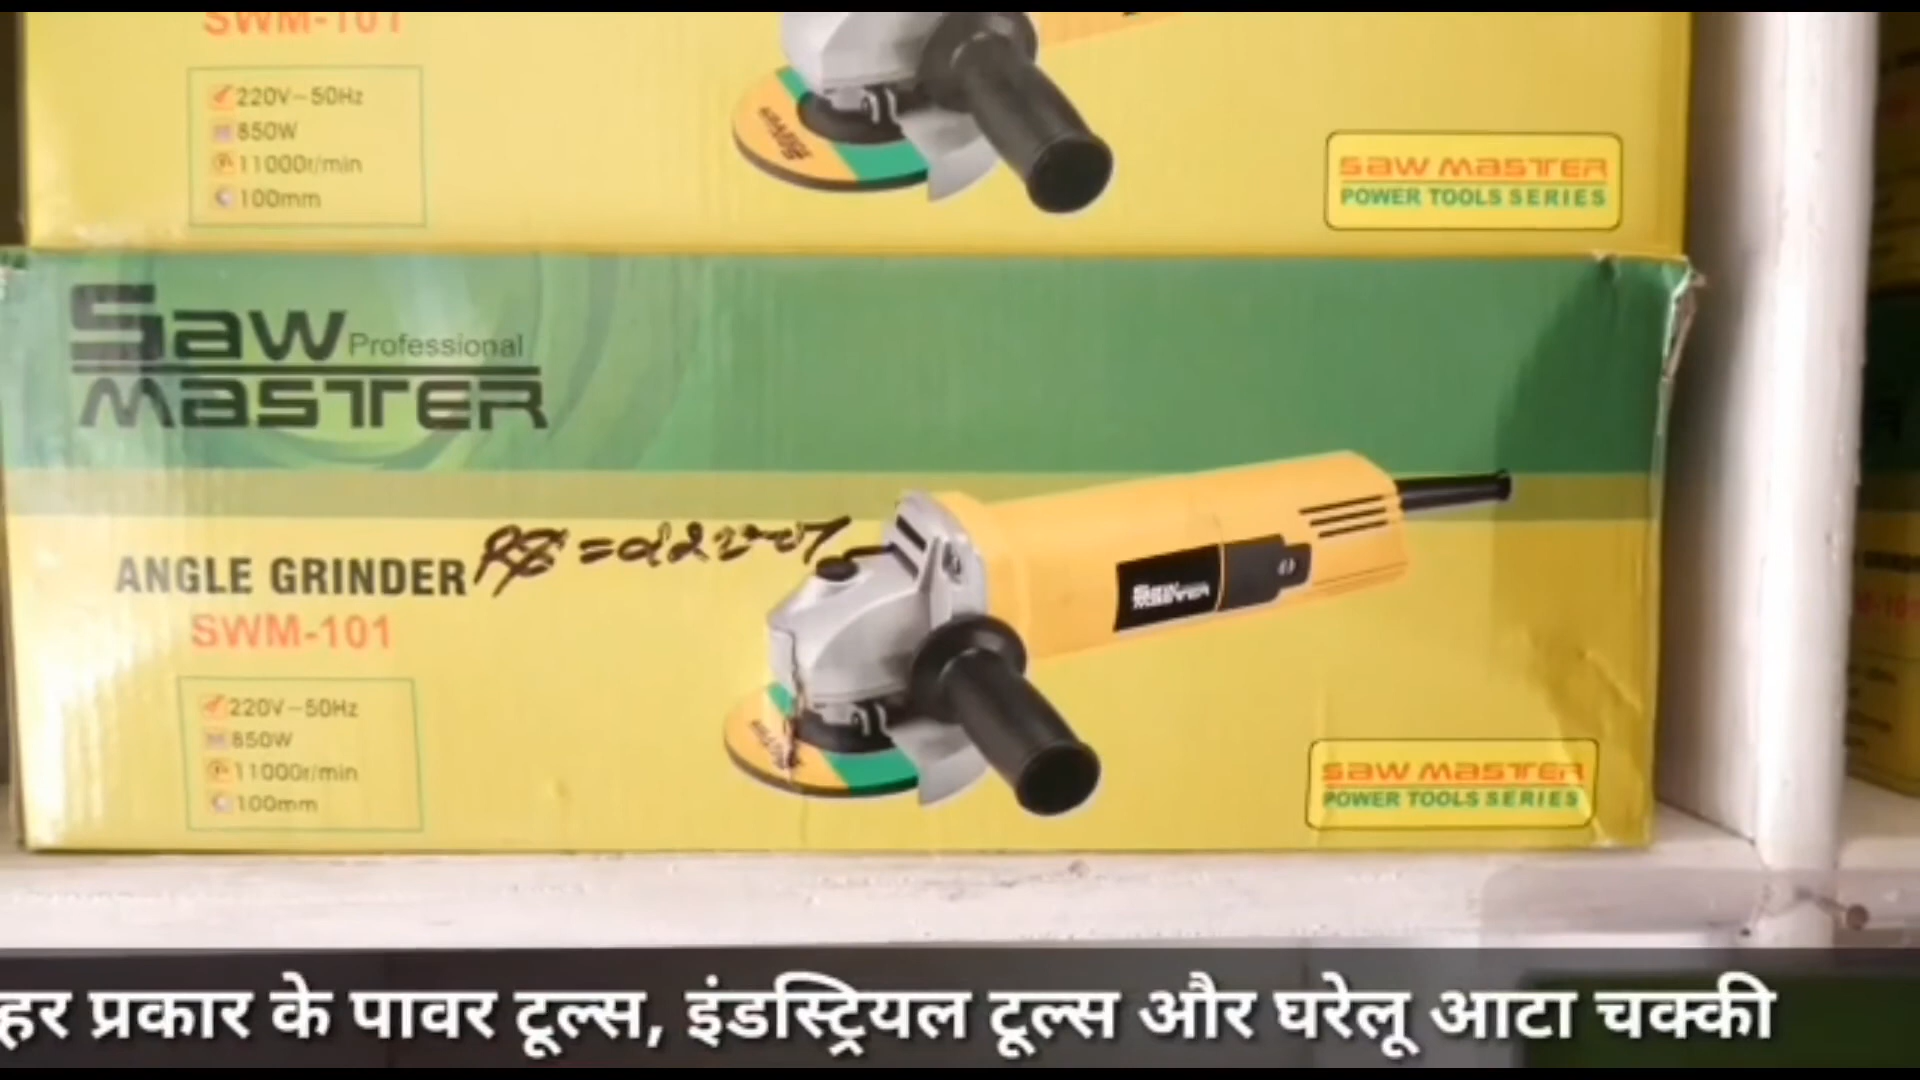 SWM-101
220V~50Hz
850W
11000r/min
100mm
SAW MASTER
POWER TOOLS SERIES
Saw Professional
MASTER
ANGLE GRINDER
SWM-101
220V~50Hz
850W
11000r/min
100mm
SAW MASTER
POWER TOOLS SERIES
हर प्रकार के पावर टूल्स, इंडस्ट्रियल टूल्स और घरेलू आटा चक्की